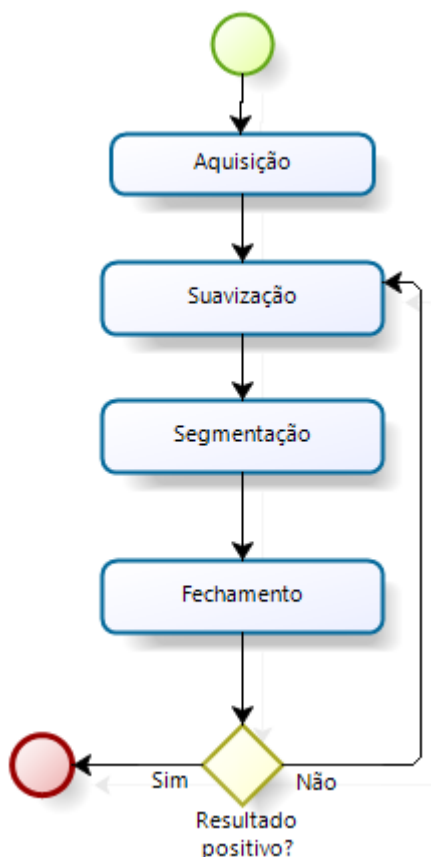 Aquisição
Suavização
Segmentação
Fechamento
Sim
Não
Resultado
positivo?